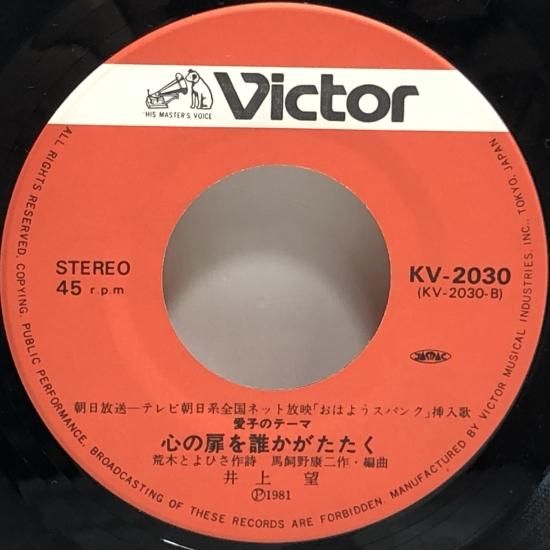 Victor
"HIS MASTER'S VOICE"
STEREO
45 r.p.m
KV-2030
(KV-2030-B)
JASRAC
朝日放送―テレビ朝日系全国ネット放映「おはようスパンク」挿入歌
愛子のテーマ
心の扉を誰かがたたく
荒木とよひさ作詩 馬飼野康二作・編曲
井上望
Ⓟ1981
ALL RIGHTS RESERVED, COPYING, PUBLIC PERFORMANCE, BROADCASTING OF THESE RECORDS ARE FORBIDDEN. MANUFACTURED BY VICTOR MUSICAL INDUSTRIES, INC., TOKYO, JAPAN